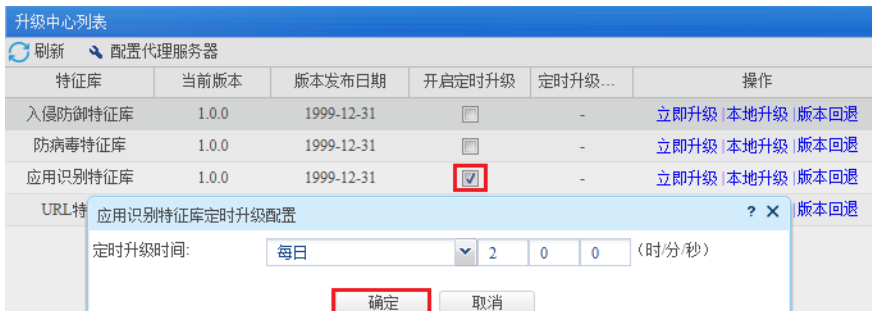 升级中心列表
刷新 配置代理服务器
特征库 当前版本 版本发布日期 开启定时升级 定时升级... 操作
入侵防御特征库 1.0.0 1999-12-31 - 立即升级|本地升级|版本回退
防病毒特征库 1.0.0 1999-12-31 - 立即升级|本地升级|版本回退
应用识别特征库 1.0.0 1999-12-31 - 立即升级|本地升级|版本回退
URL特 |版本回退
应用识别特征库定时升级配置 ? X
定时升级时间: 每日 2 0 0 (时/分/秒)
确定 取消